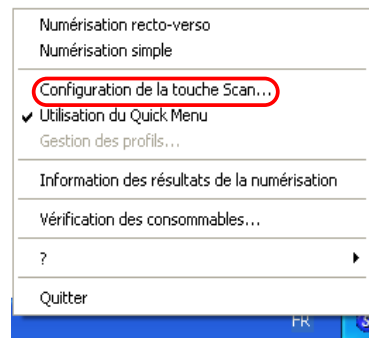 Numérisation recto-verso
Numérisation simple
Configuration de la touche Scan...
Utilisation du Quick Menu
Gestion des profils...
Information des résultats de la numérisation
Vérification des consommables...
?
Quitter
FR